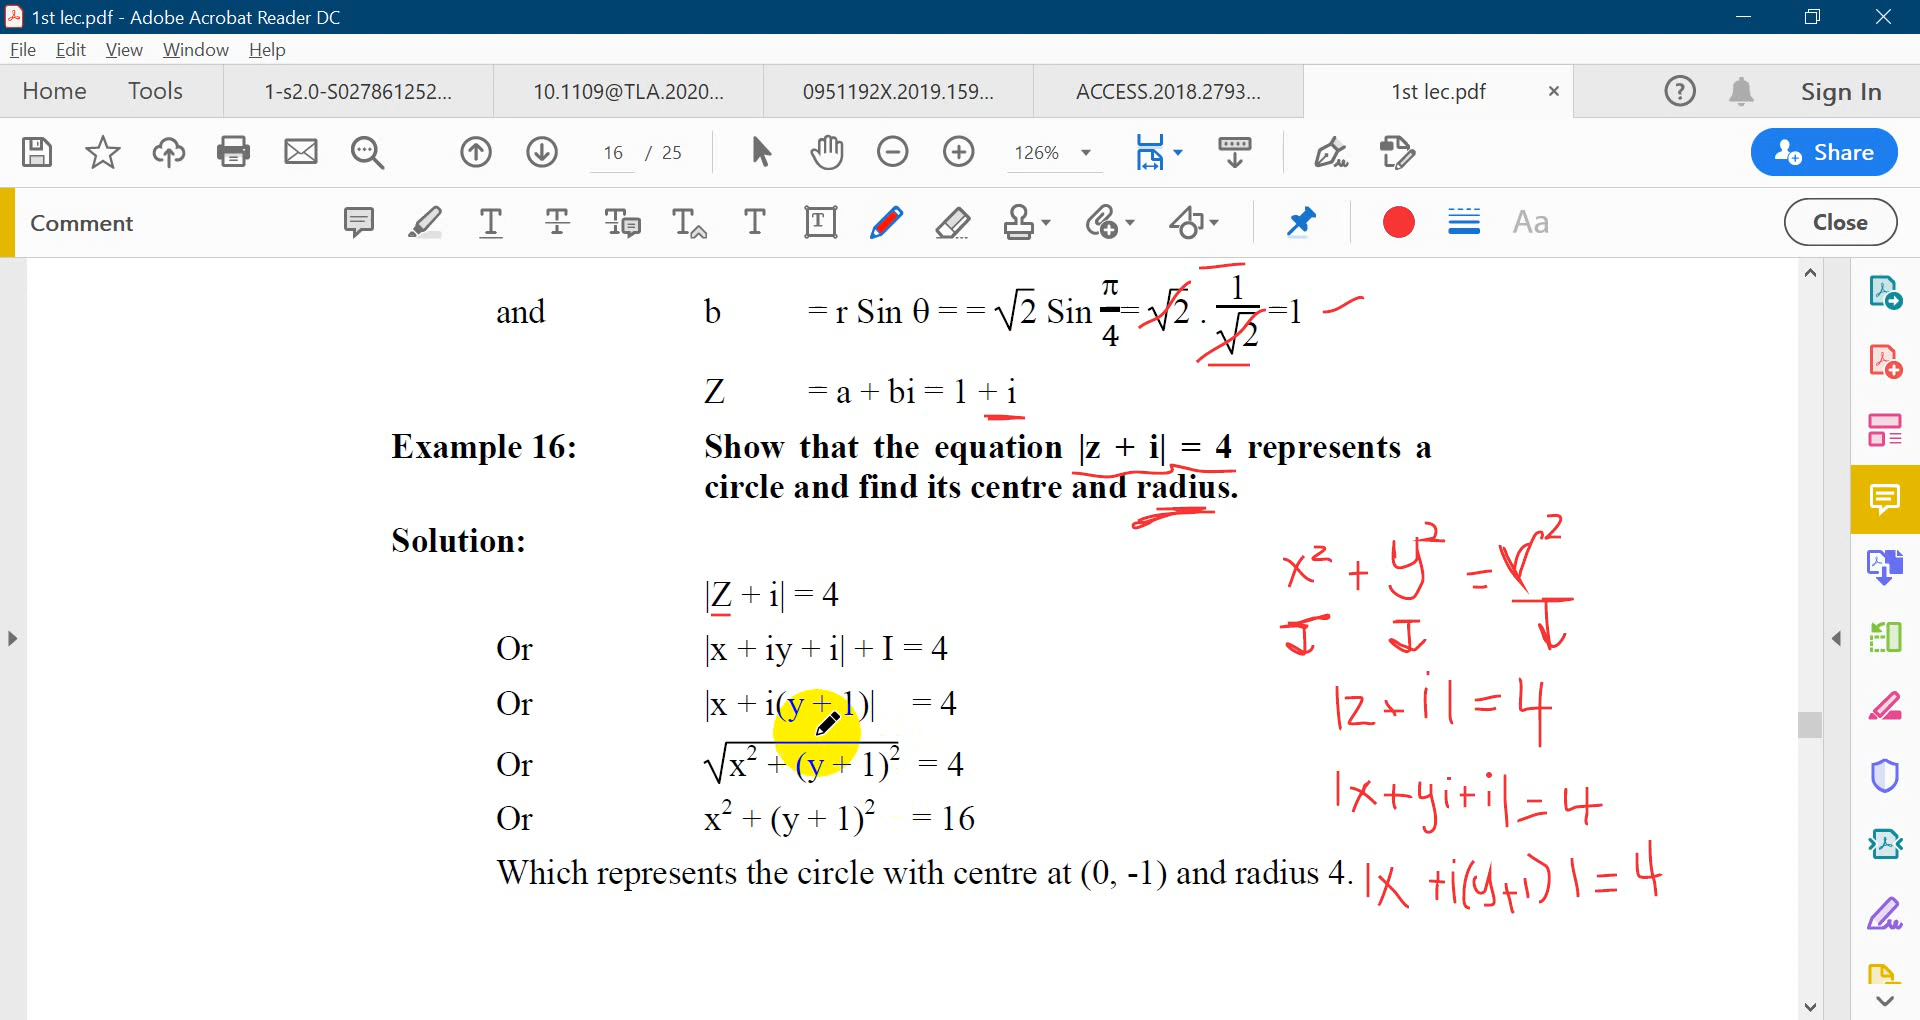 1st lec.pdf - Adobe Acrobat Reader DC
File Edit View Window Help
Home Tools 1-s2.0-S027861252... 10.1109@TLA.2020... 0951192X.2019.159... ACCESS.2018.2793... 1st lec.pdf × Sign In
16 / 25 126% Share
Comment Aa Close
and b = r Sin θ = = √2 Sin π/4 = √2 . 1/√2 =1
Z = a + bi = 1 + i
Example 16: Show that the equation |z + i| = 4 represents a
circle and find its centre and radius.
Solution:
x² + y² = r²
|Z + i| = 4
Or |x + iy + i| + I = 4
|z + i| = 4
Or |x + i(y + 1)| = 4
Or √x² + (y + 1)² = 4
|x+yi+i| = 4
Or x² + (y + 1)² = 16
Which represents the circle with centre at (0, -1) and radius 4.
|x +i(y+1)| = 4